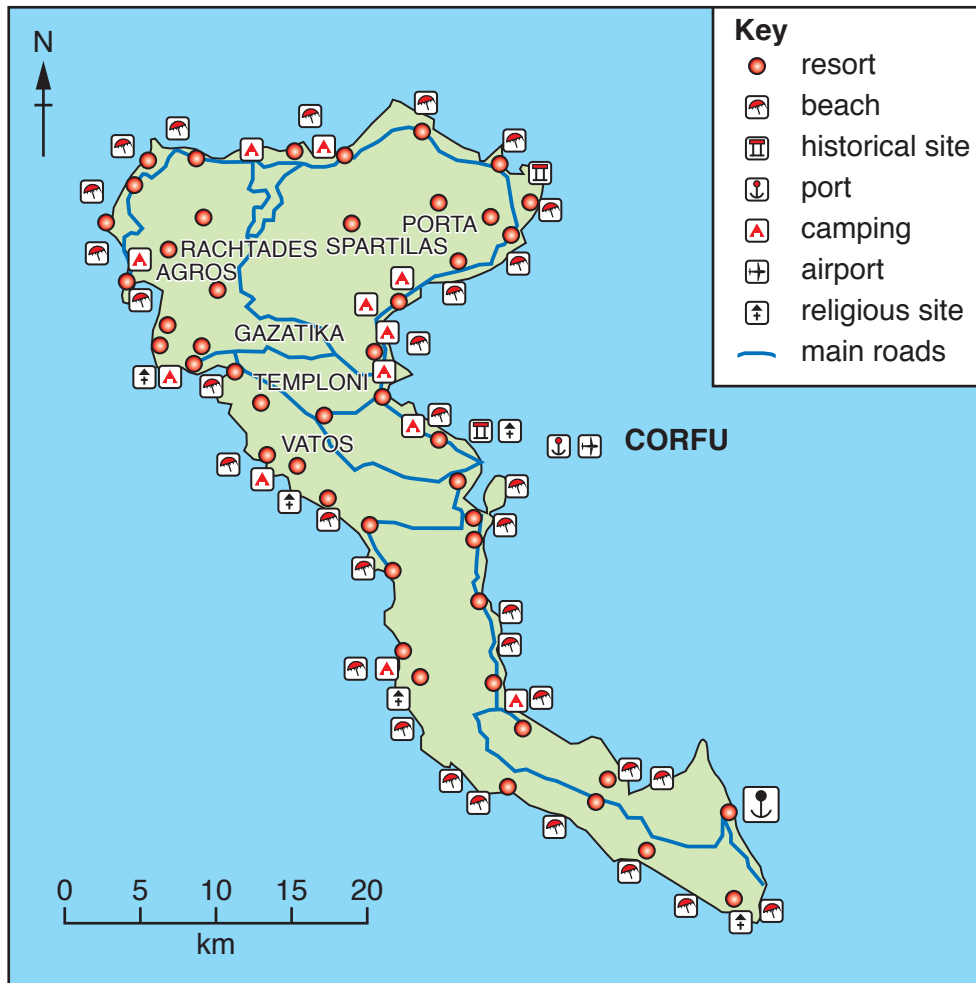 N
Key
resort
beach
historical site
port
camping
airport
religious site
main roads
PORTA
RACHTADES
SPARTILAS
AGROS
GAZATIKA
TEMPLONI
VATOS
CORFU
0 5 10 15 20
km